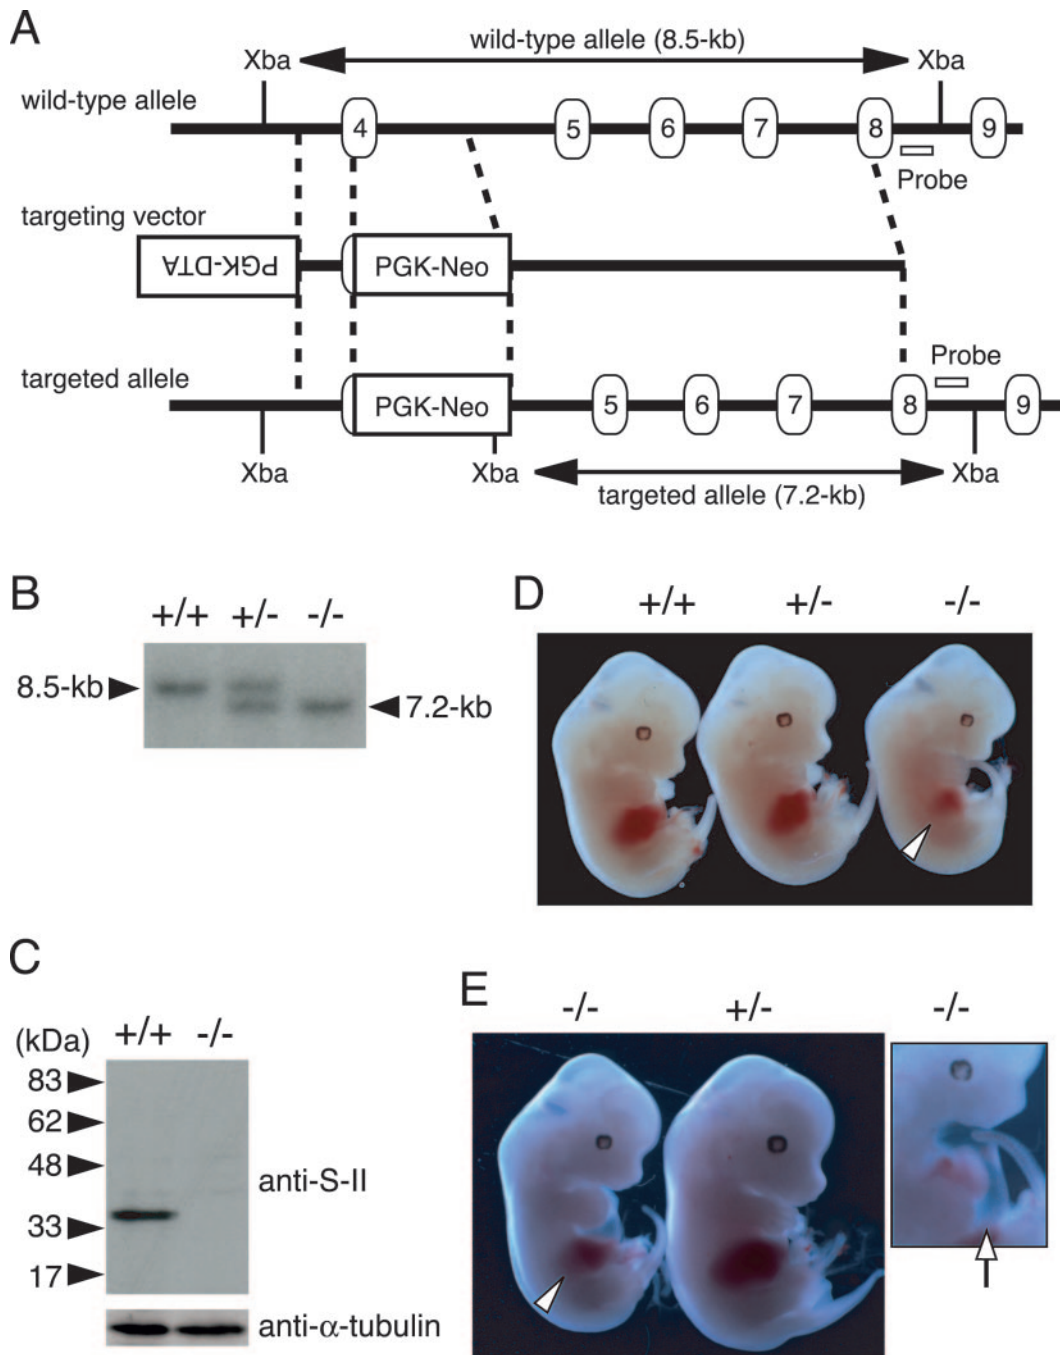 A
wild-type allele (8.5-kb)
Xba Xba
wild-type allele
4 5 6 7 8 9
Probe
targeting vector
PGK-DTA PGK-Neo
Probe
targeted allele
PGK-Neo 5 6 7 8 9
Xba Xba Xba
targeted allele (7.2-kb)
B
+/+ +/- -/-
8.5-kb
7.2-kb
D
+/+ +/- -/-
C
+/+ -/-
(kDa)
83
62
48
33
17
anti-S-II
anti-α-tubulin
E
-/- +/- -/-